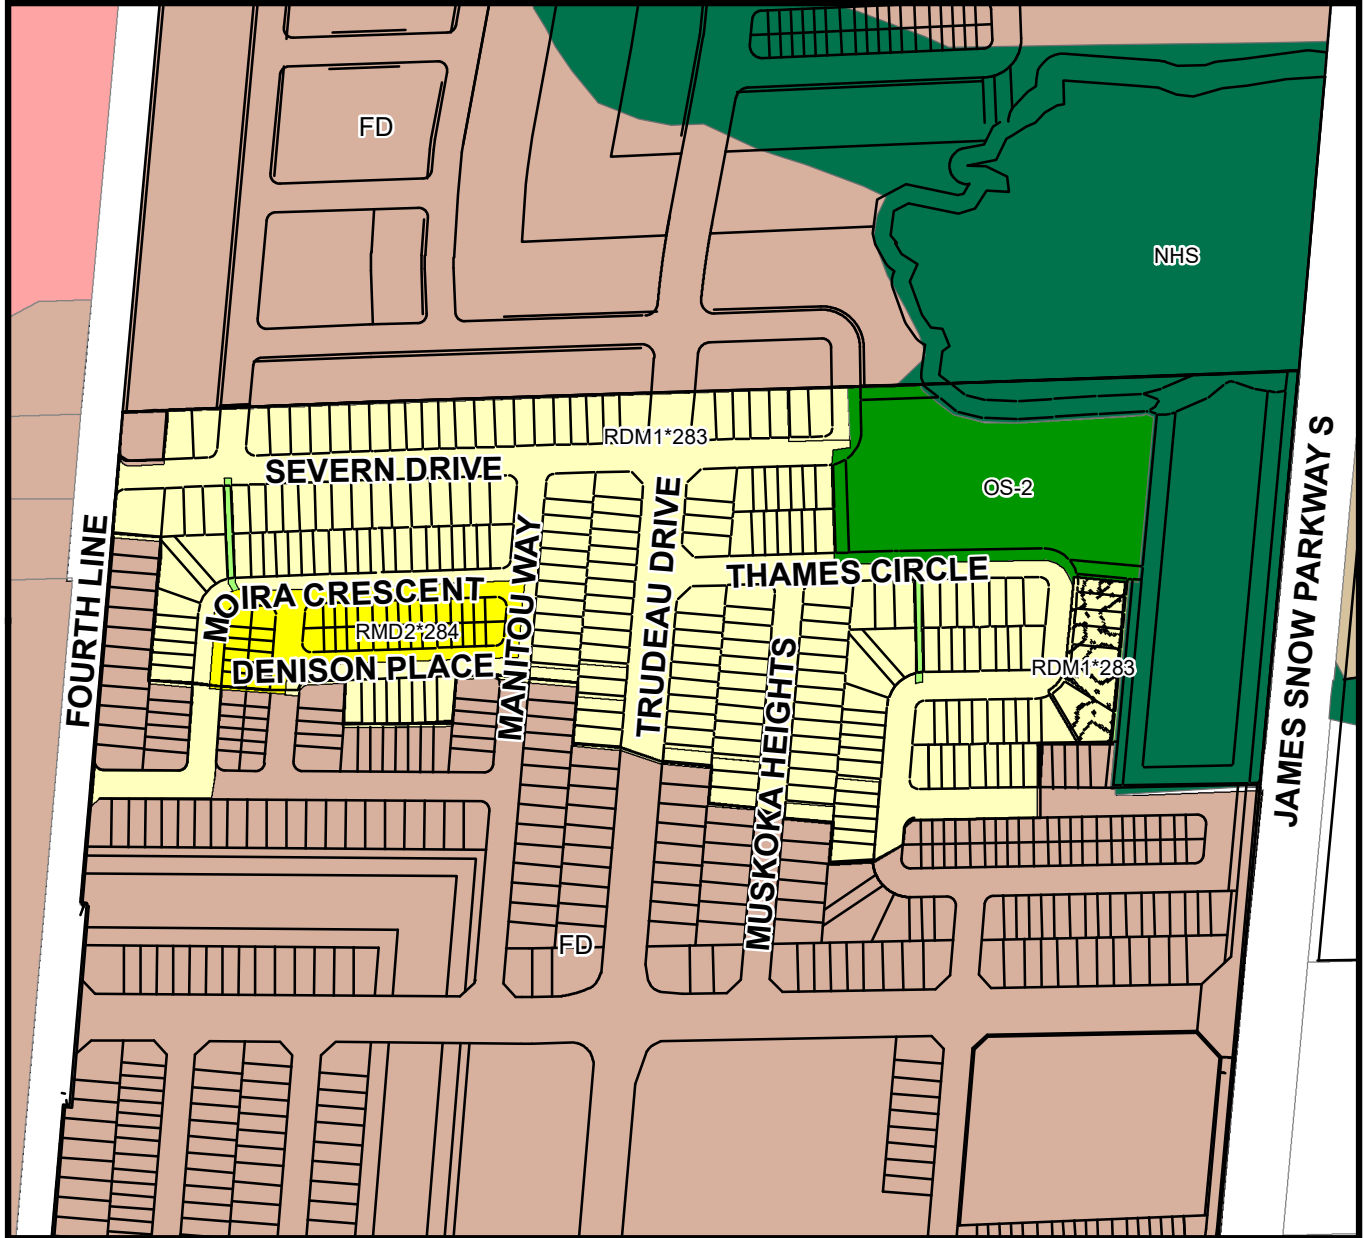 FD
NHS
RDM1*283
SEVERN DRIVE
OS-2
FOURTH LINE
MANITOU WAY
TRUDEAU DRIVE
JAMES SNOW PARKWAY S
THAMES CIRCLE
MOIRA CRESCENT
RMD2*284
DENISON PLACE
RDM1*283
MUSKOKA HEIGHTS
FD